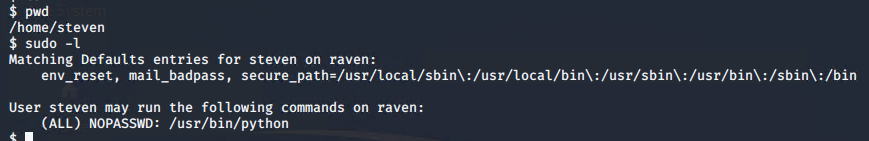 $ pwd
/home/steven
$ sudo -l
Matching Defaults entries for steven on raven:
    env_reset, mail_badpass, secure_path=/usr/local/sbin\:/usr/local/bin\:/usr/sbin\:/usr/bin\:/sbin\:/bin

User steven may run the following commands on raven:
    (ALL) NOPASSWD: /usr/bin/python
$